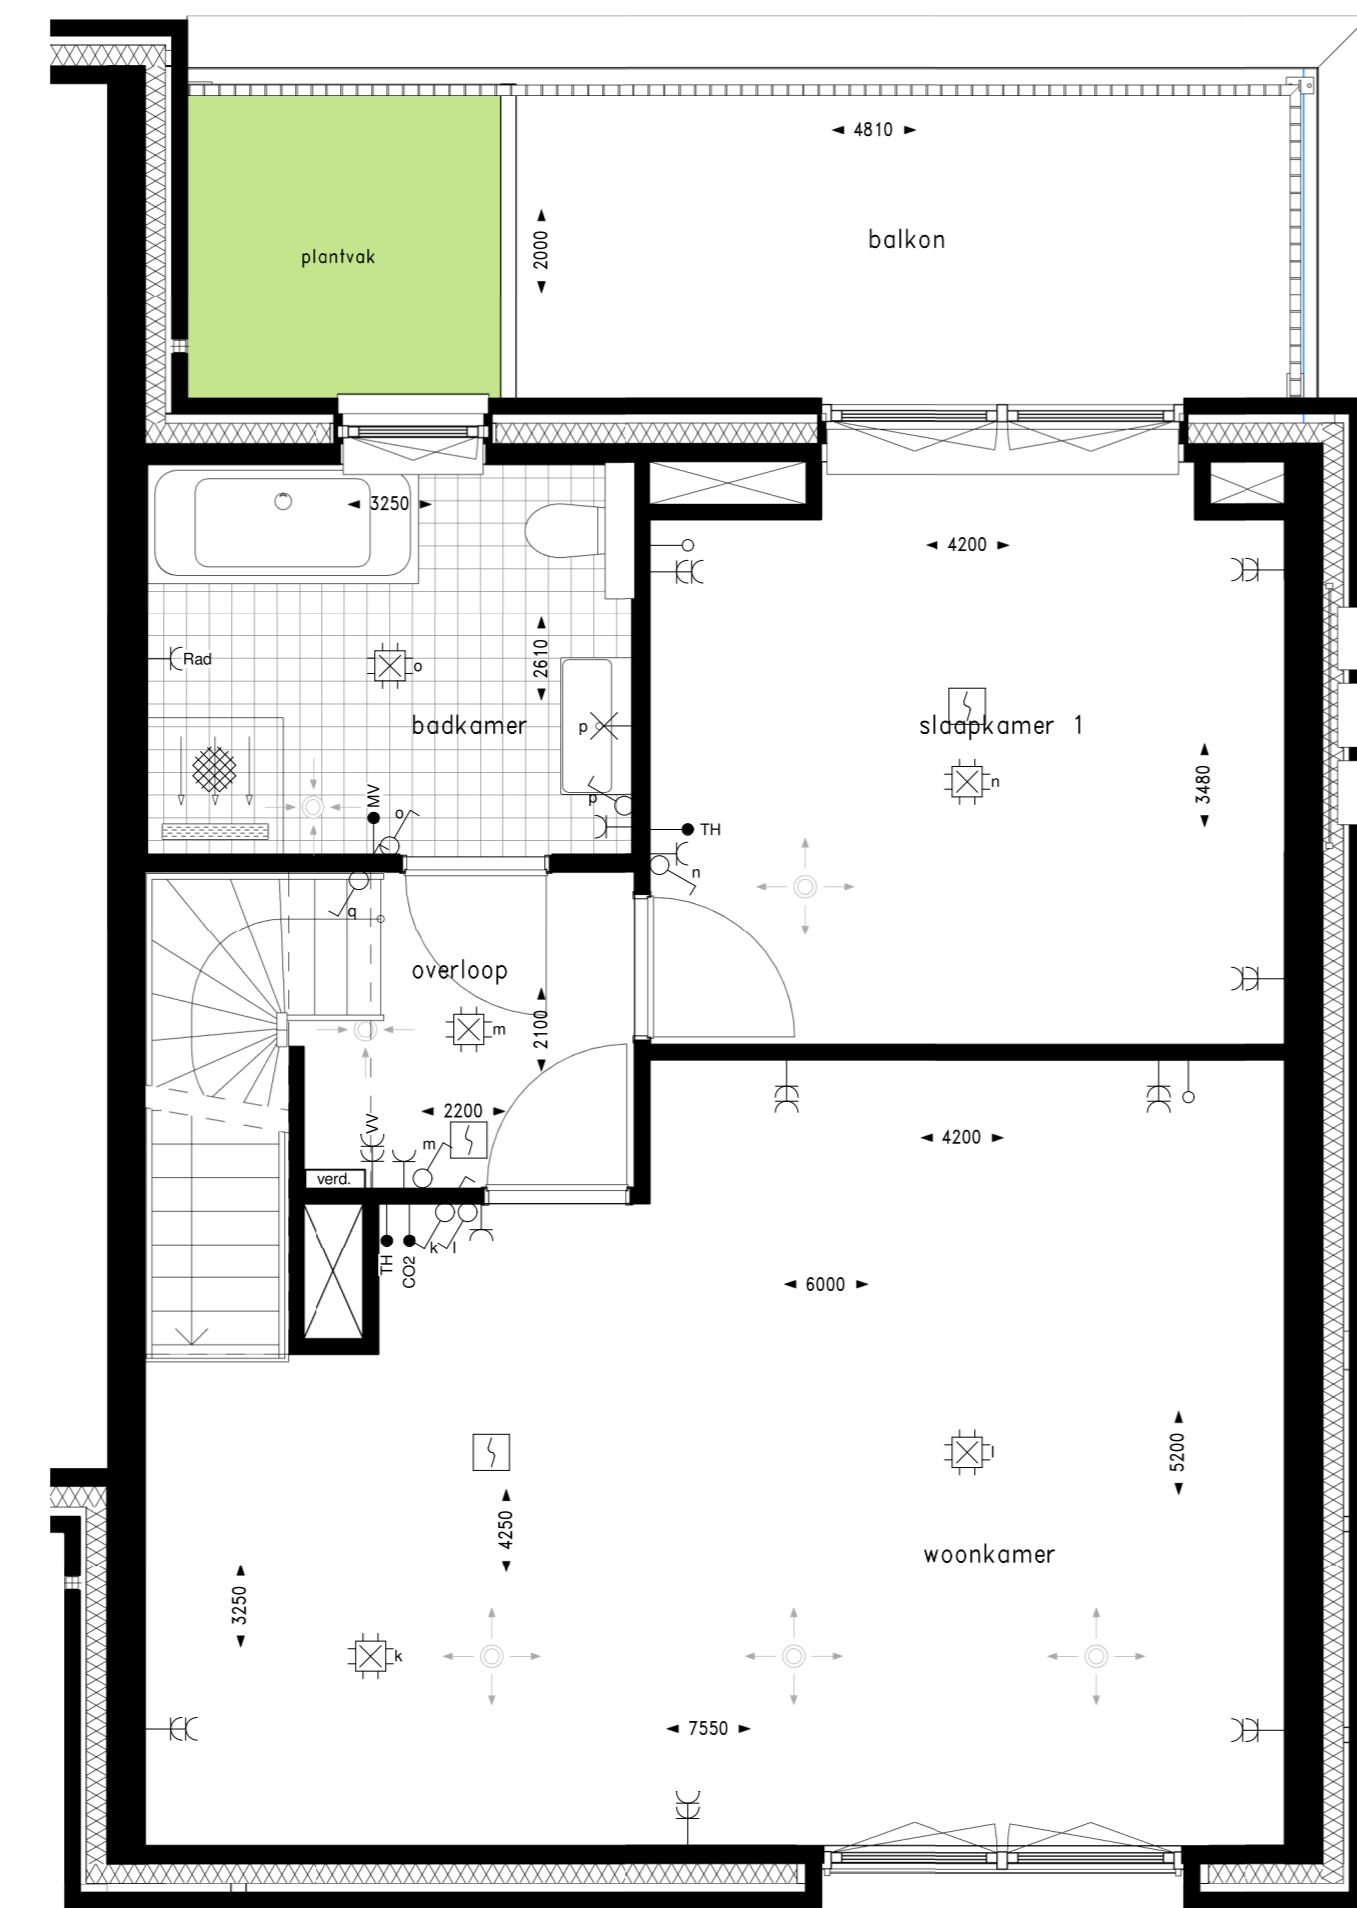 4810
balkon
2000
plantvak
3250
4200
2610
Rad
o
badkamer
p
slaapkamer 1
n
3480
MV
o
p
TH
n
q
overloop
m
2100
2200
4200
VV
m
verd.
TH
CO2
k
l
6000
l
5200
4250
woonkamer
3250
k
7550